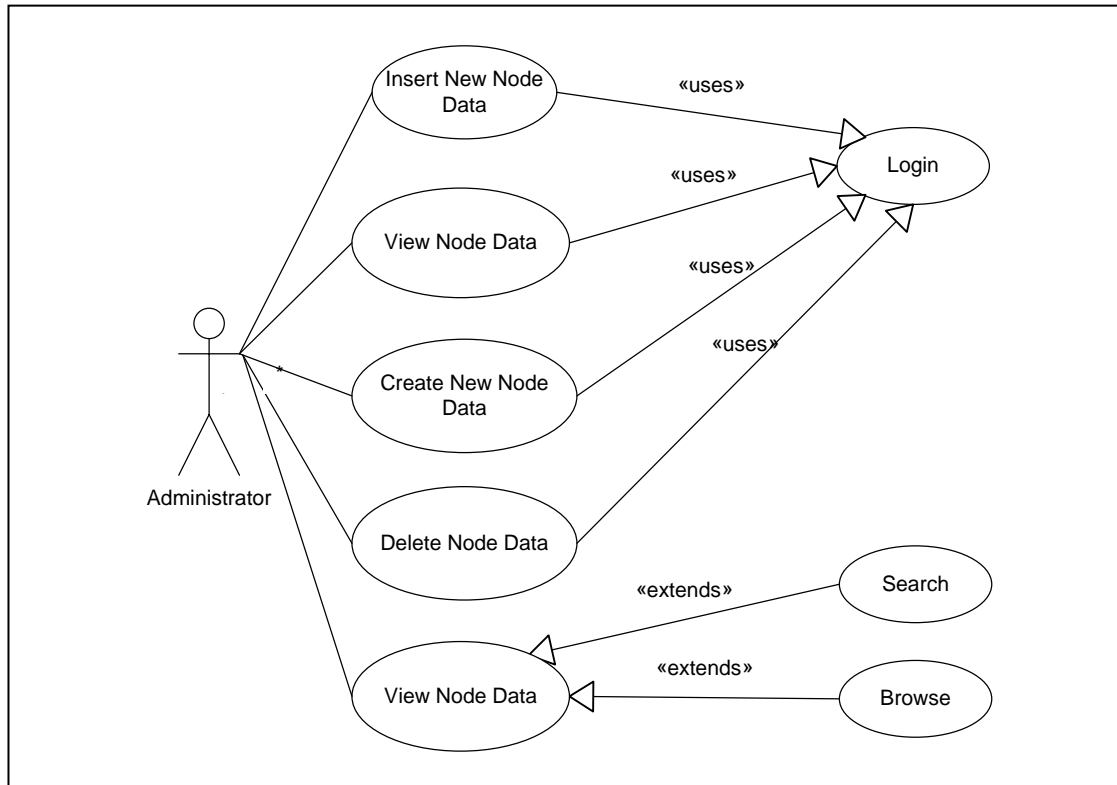 Insert New Node
Data
«uses»
Login
«uses»
View Node Data
«uses»
«uses»
*
Create New Node
Data
Administrator
Delete Node Data
«extends»
Search
«extends»
View Node Data
Browse